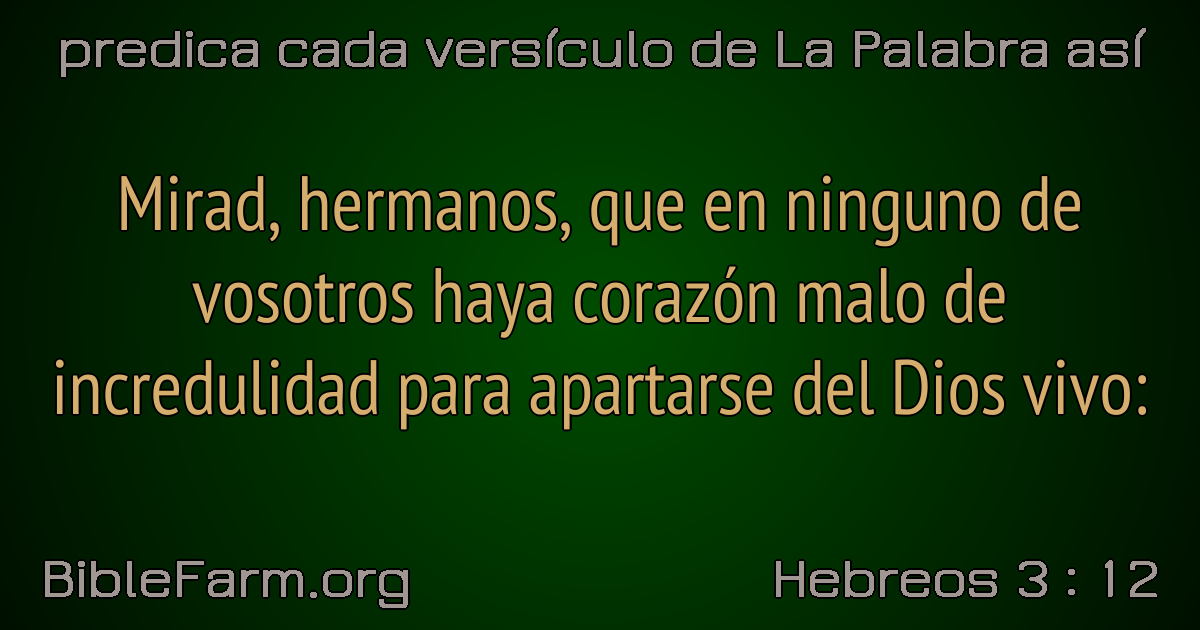 predica cada versículo de La Palabra así
Mirad, hermanos, que en ninguno de
vosotros haya corazón malo de
incredulidad para apartarse del Dios vivo:
BibleFarm.org
Hebreos 3 : 12